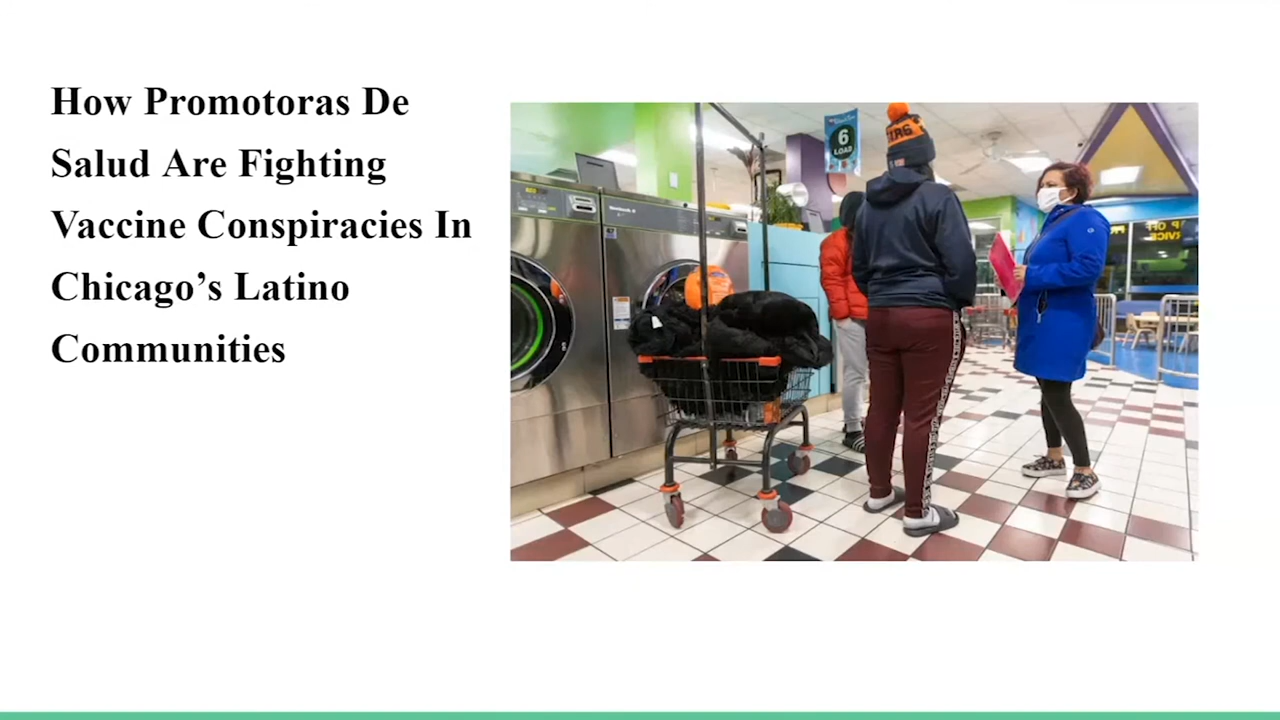 How Promotoras De
Salud Are Fighting
Vaccine Conspiracies In
Chicago’s Latino
Communities
6
LOAD